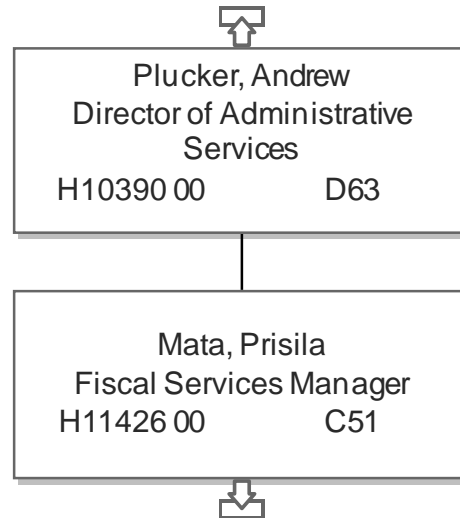 Plucker, Andrew
Director of Administrative
Services
H10390 00 D63
Mata, Prisila
Fiscal Services Manager
H11426 00 C51